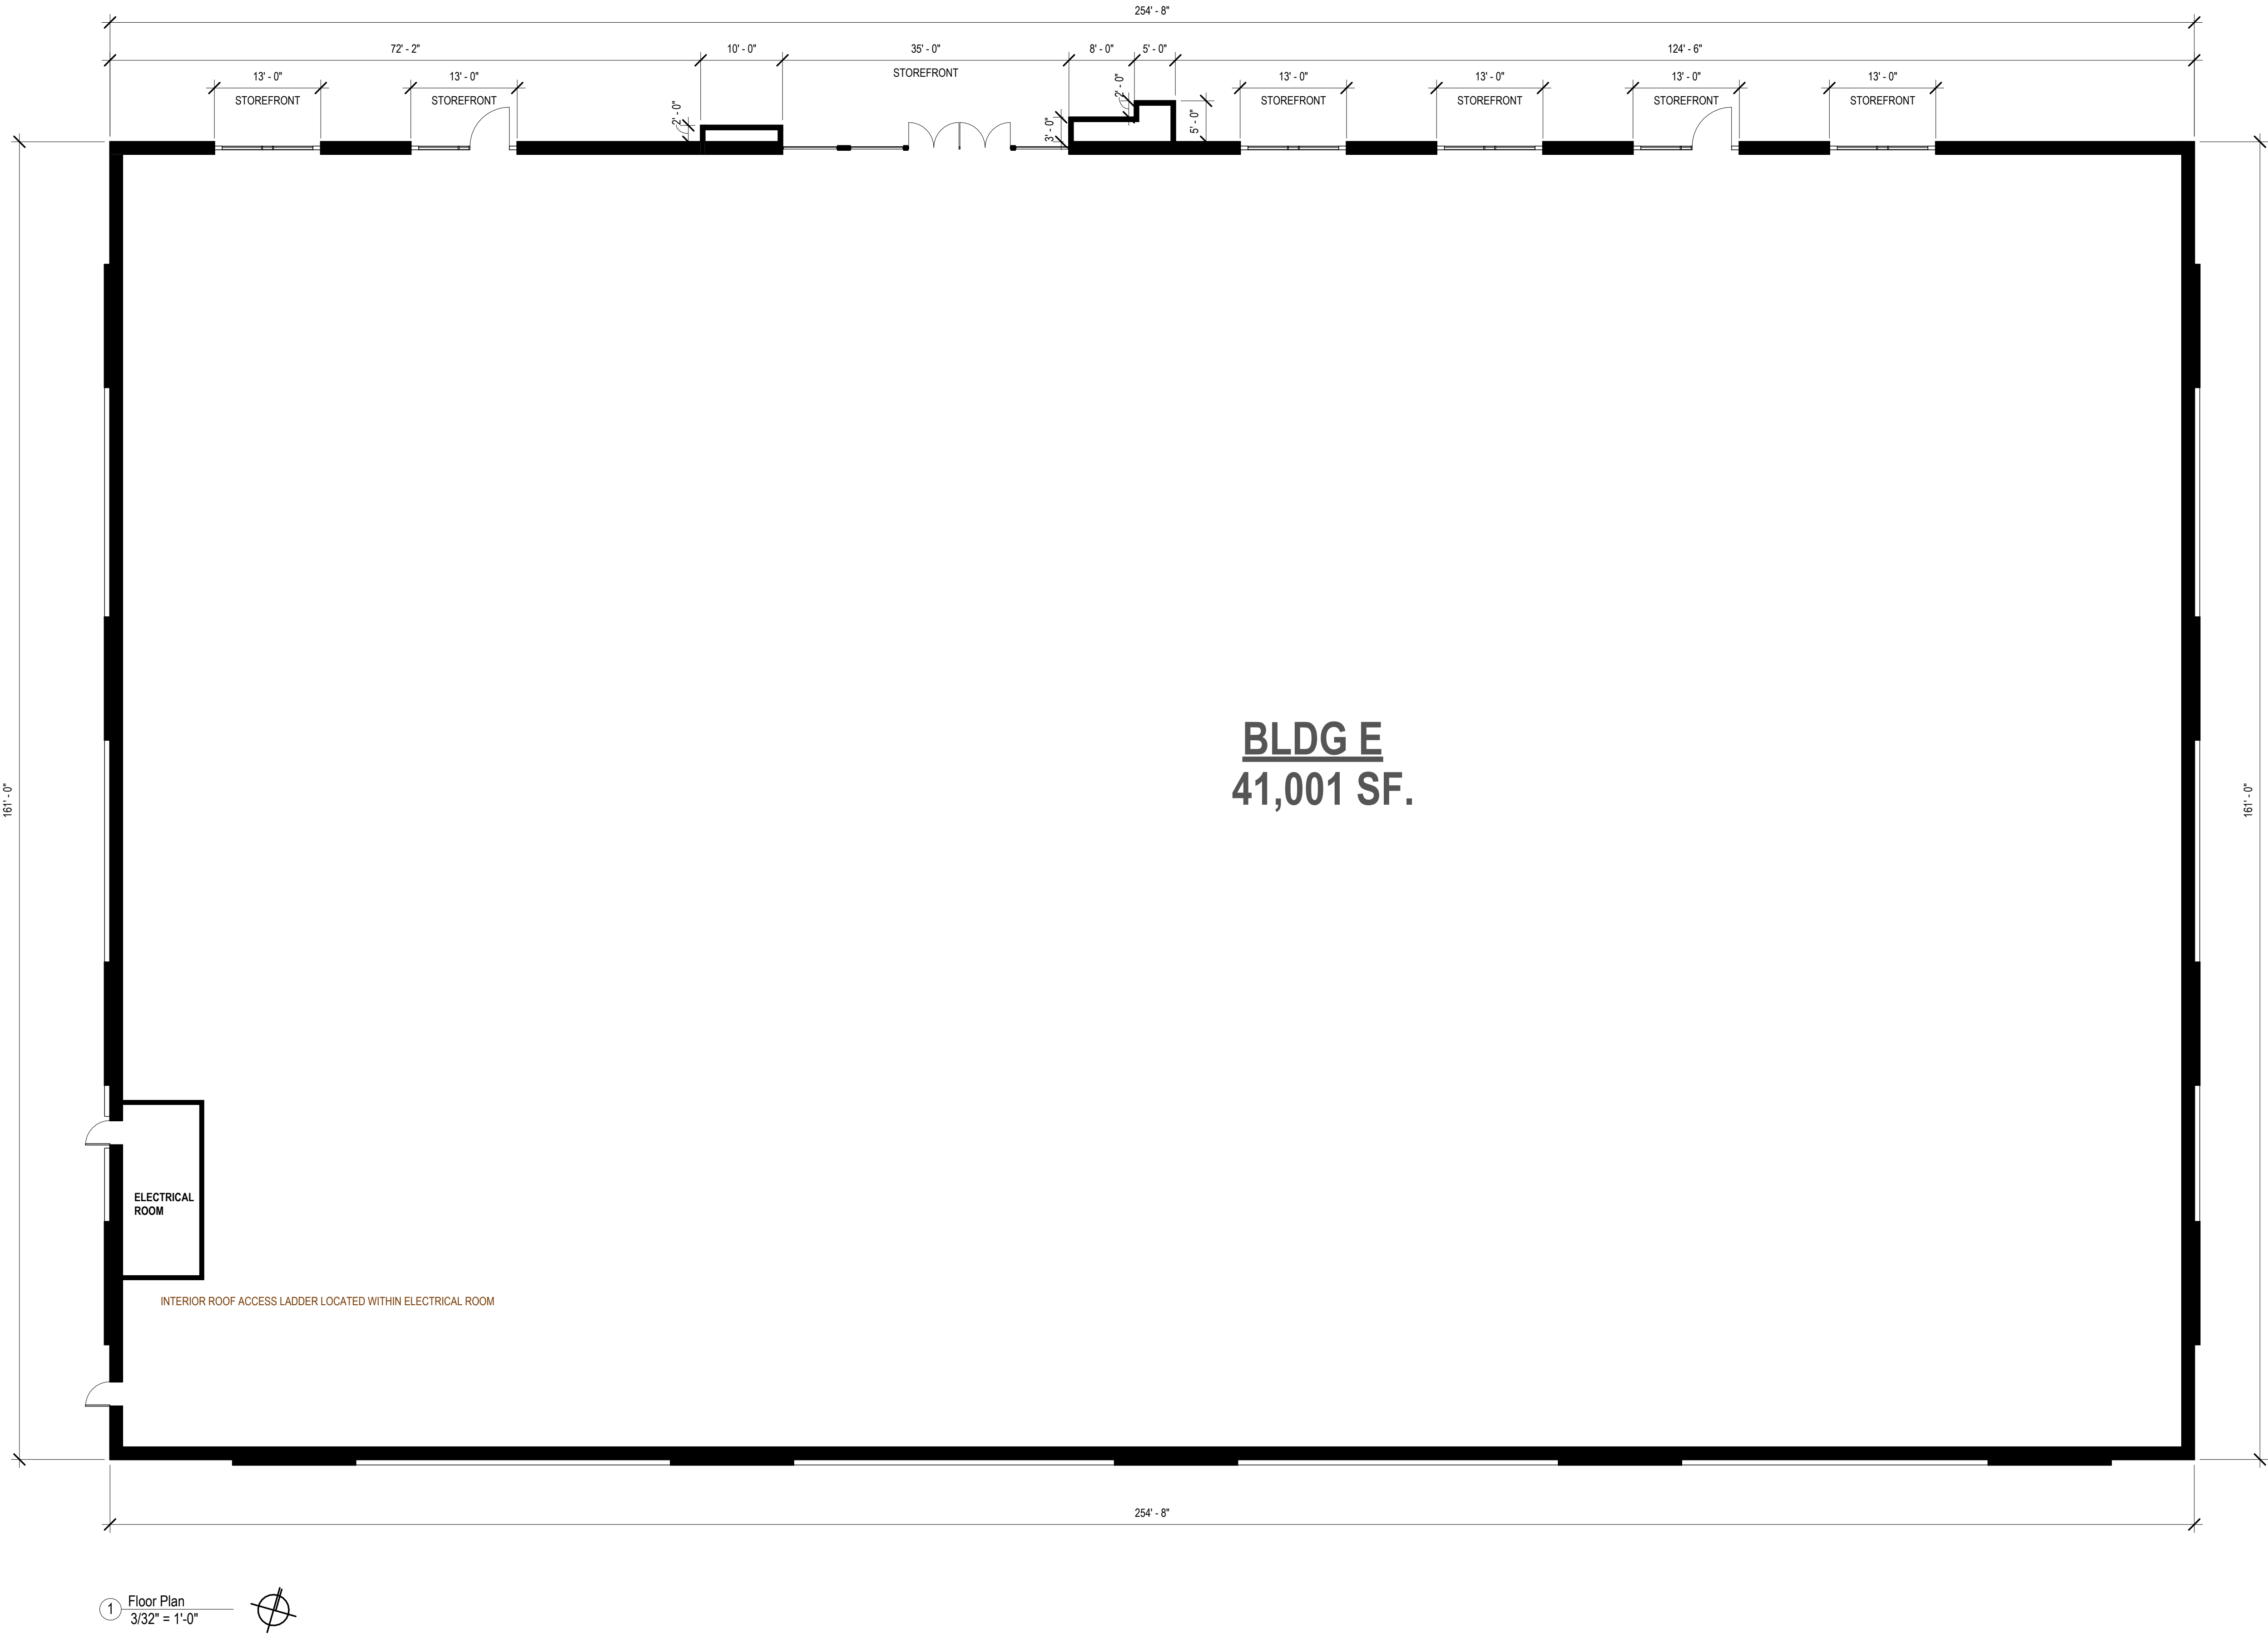 254' - 8"
72' - 2"
10' - 0"
35' - 0"
8' - 0"
5' - 0"
124' - 6"
STOREFRONT
13' - 0"
STOREFRONT
13' - 0"
STOREFRONT
2' - 0"
3' - 0"
2' - 0"
5' - 0"
13' - 0"
STOREFRONT
13' - 0"
STOREFRONT
13' - 0"
STOREFRONT
13' - 0"
STOREFRONT
161' - 0"
BLDG E
41,001 SF.
161' - 0"
ELECTRICAL
ROOM
INTERIOR ROOF ACCESS LADDER LOCATED WITHIN ELECTRICAL ROOM
254' - 8"
1
Floor Plan
3/32" = 1'-0"